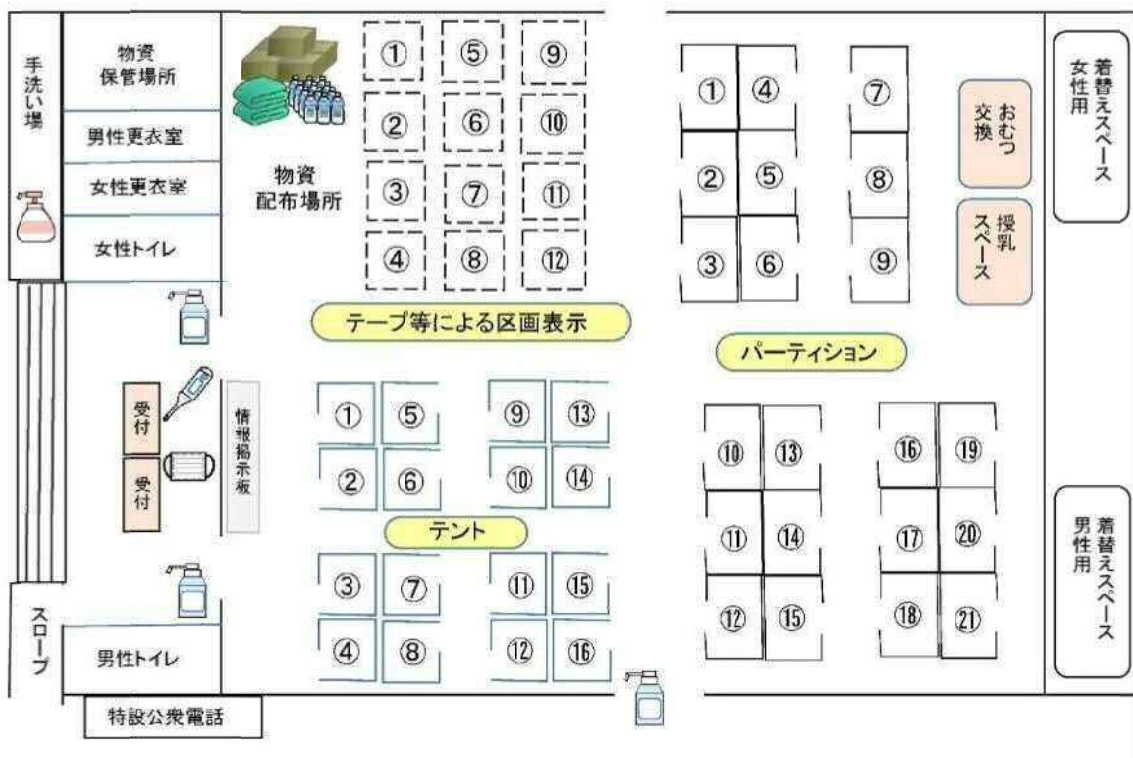 手洗い場
物資
保管場所
男性更衣室
女性更衣室
女性トイレ
物資
配布場所
① ⑤ ⑨
② ⑥ ⑩
③ ⑦ ⑪
④ ⑧ ⑫
テープ等による区画表示
① ④ ⑦
② ⑤ ⑧
③ ⑥ ⑨
パーティション
おむつ
交換
授乳
スペース
着替えスペース
女性用
受付
受付
情報掲示板
① ⑤ ⑨ ⑬
② ⑥ ⑩ ⑭
テント
③ ⑦ ⑪ ⑮
④ ⑧ ⑫ ⑯
⑩ ⑬ ⑯ ⑲
⑪ ⑭ ⑰ ⑳
⑫ ⑮ ⑱ ㉑
着替えスペース
男性用
スロープ
男性トイレ
特設公衆電話